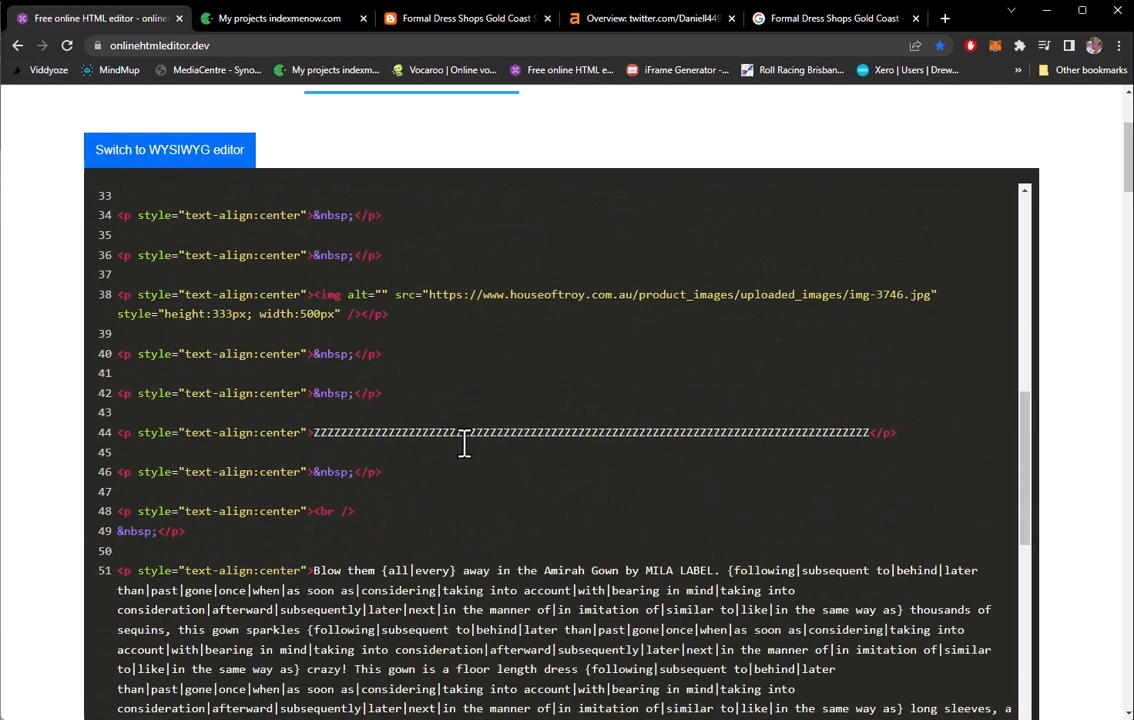 Free online HTML editor - onlinel
My projects indexmenow.com
Formal Dress Shops Gold Coast S
Overview: twitter.com/Daniell449
Formal Dress Shops Gold Coast -
onlinehtmleditor.dev
Viddyoze
MindMup
MediaCentre - Syno...
My projects indexm...
Vocaroo | Online vo...
Free online HTML e...
iFrame Generator -...
Roll Racing Brisban...
Xero | Users | Drew...
»
Other bookmarks
Switch to WYSIWYG editor
33
34 <p style="text-align:center">&nbsp;</p>
35
36 <p style="text-align:center">&nbsp;</p>
37
38 <p style="text-align:center"><img alt="" src="https://www.houseoftroy.com.au/product_images/uploaded_images/img-3746.jpg"
style="height:333px; width:500px" /></p>
39
40 <p style="text-align:center">&nbsp;</p>
41
42 <p style="text-align:center">&nbsp;</p>
43
44 <p style="text-align:center">ZZZZZZZZZZZZZZZZZZZZZZZZZZZZZZZZZZZZZZZZZZZZZZZZZZZZZZZZZZZZZZZZZZZZZZZZZZZZZZZZZZ</p>
45
46 <p style="text-align:center">&nbsp;</p>
47
48 <p style="text-align:center"><br />
49 &nbsp;</p>
50
51 <p style="text-align:center">Blow them {all|every} away in the Amirah Gown by MILA LABEL. {following|subsequent to|behind|later
than|past|gone|once|when|as soon as|considering|taking into account|with|bearing in mind|taking into
consideration|afterward|subsequently|later|next|in the manner of|in imitation of|similar to|like|in the same way as} thousands of
sequins, this gown sparkles {following|subsequent to|behind|later than|past|gone|once|when|as soon as|considering|taking into
account|with|bearing in mind|taking into consideration|afterward|subsequently|later|next|in the manner of|in imitation of|similar
to|like|in the same way as} crazy! This gown is a floor length dress {following|subsequent to|behind|later
than|past|gone|once|when|as soon as|considering|taking into account|with|bearing in mind|taking into
consideration|afterward|subsequently|later|next|in the manner of|in imitation of|similar to|like|in the same way as} long sleeves, a